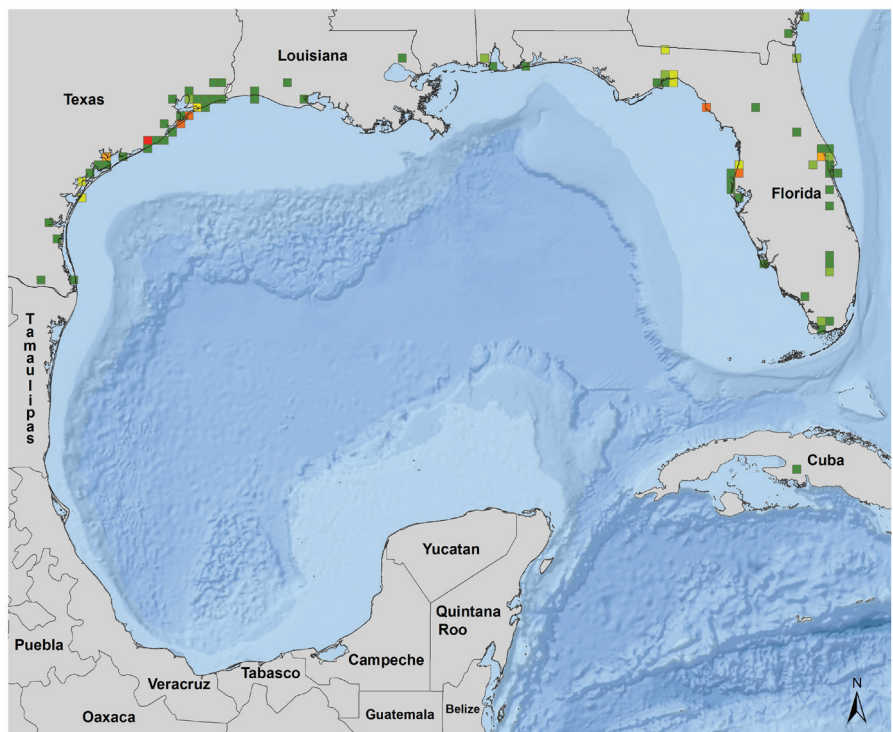 Louisiana
Texas
Florida
Tamaulipas
Cuba
Yucatan
Quintana
Roo
Puebla
Campeche
Tabasco
Veracruz
Belize
Guatemala
Oaxaca
N